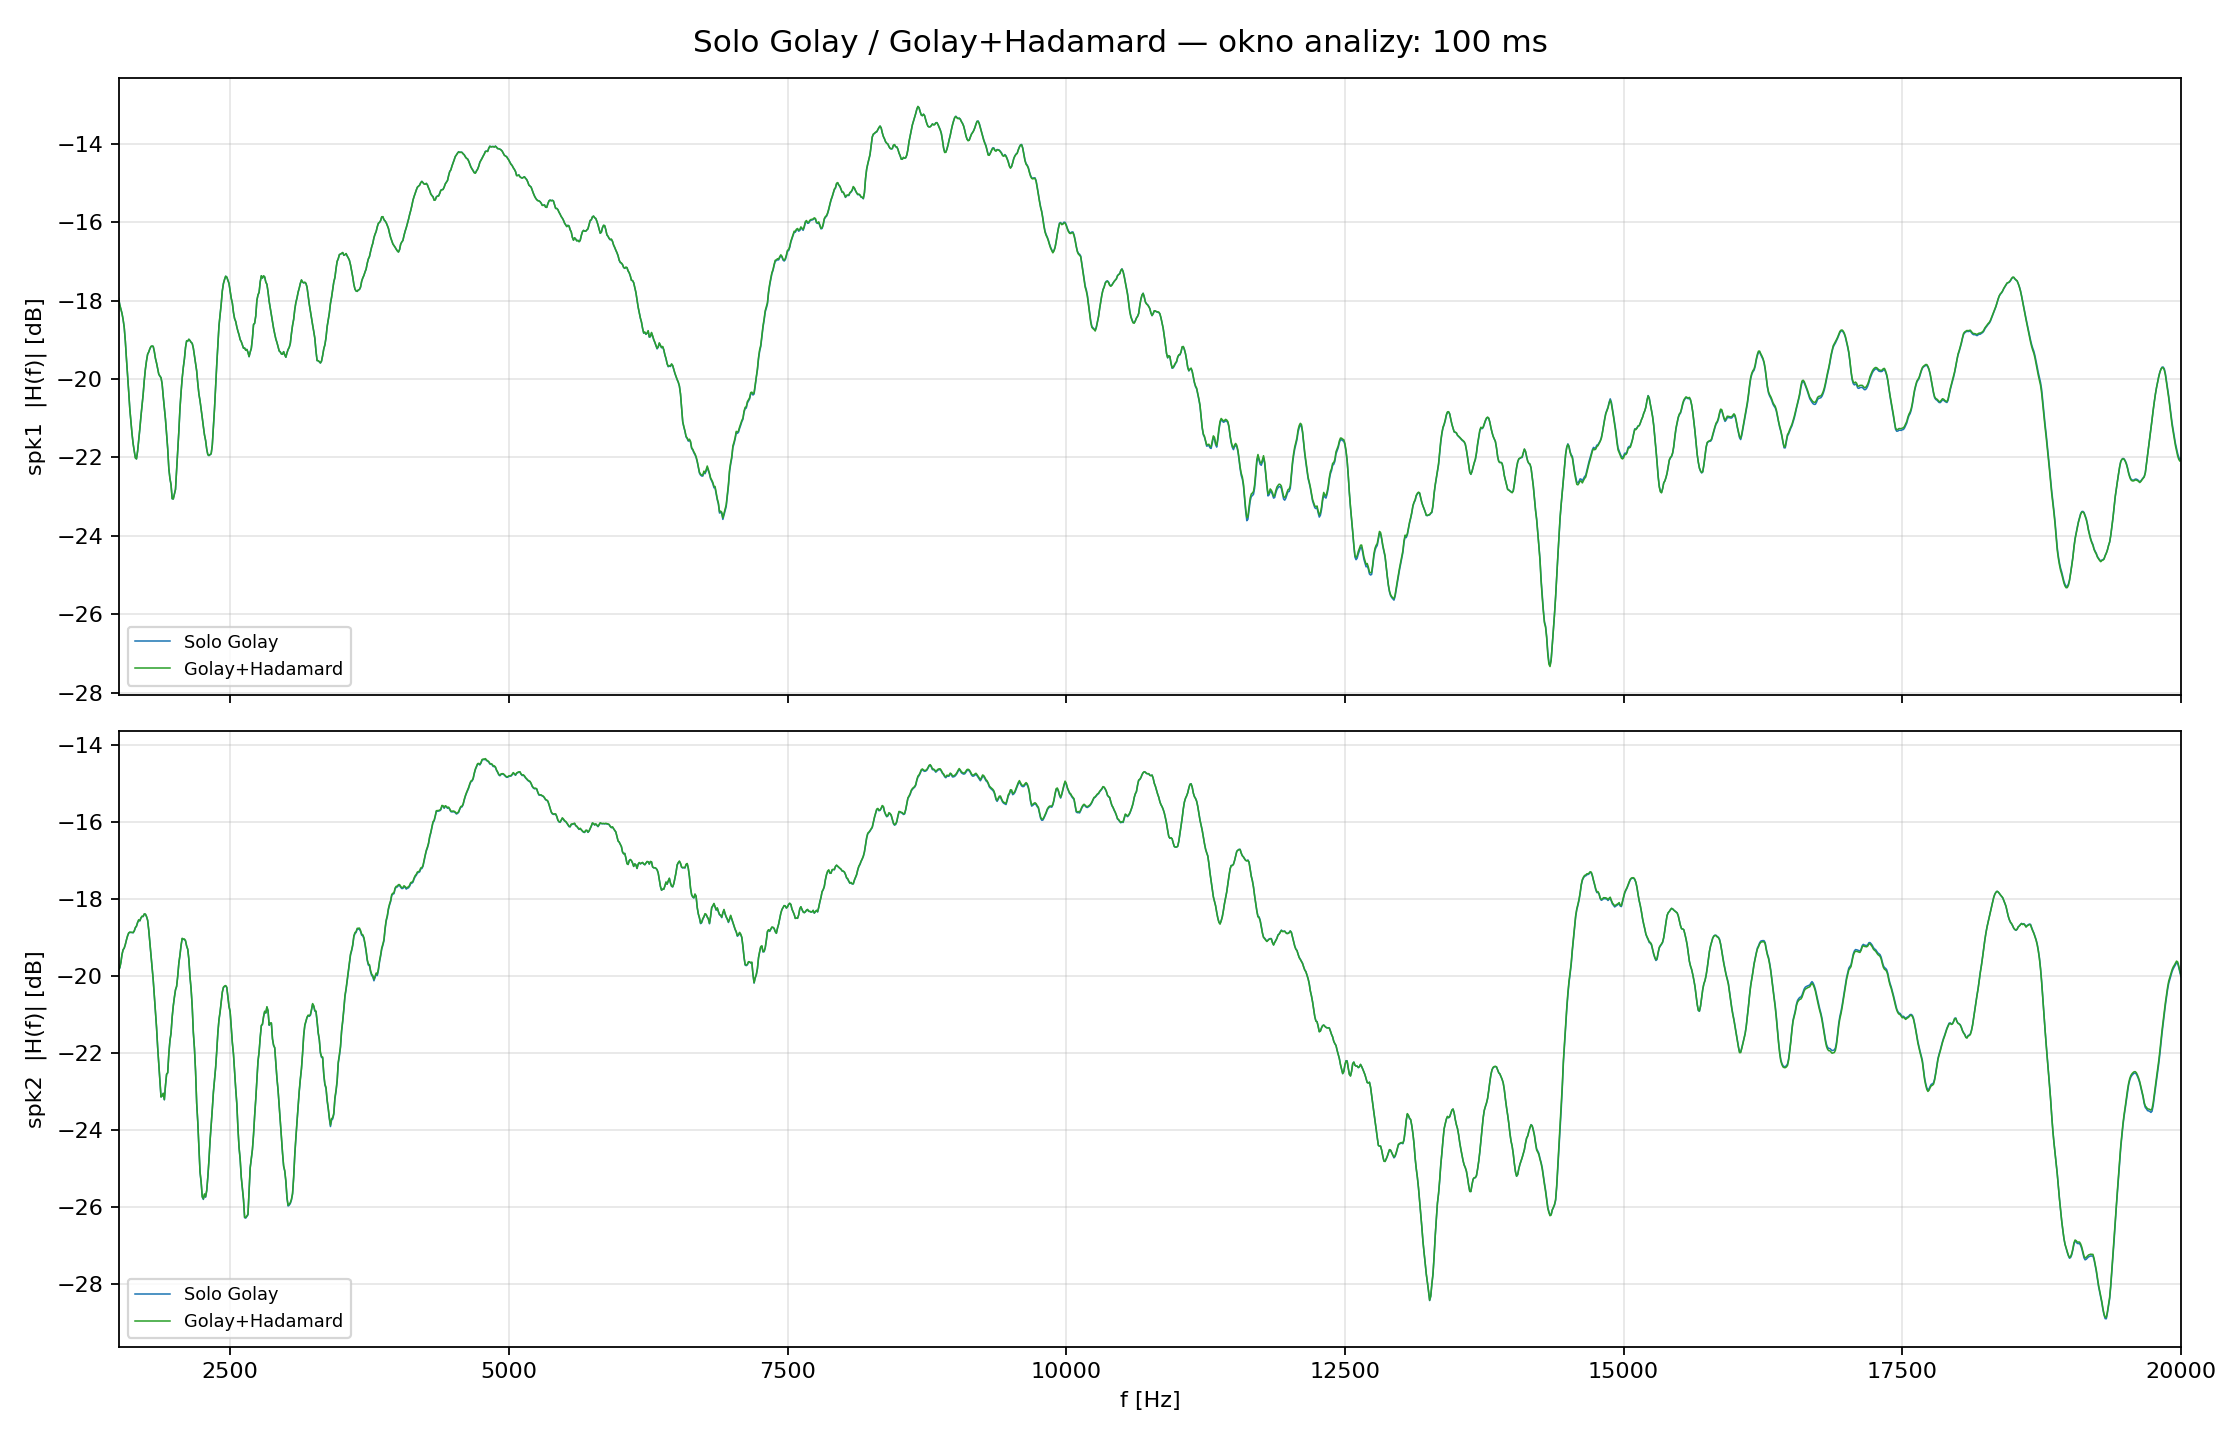 Solo Golay / Golay+Hadamard — okno analizy: 100 ms
spk1 |H(f)| [dB]
−14
−16
−18
−20
−22
−24
−26
−28
Solo Golay
Golay+Hadamard
spk2 |H(f)| [dB]
−14
−16
−18
−20
−22
−24
−26
−28
Solo Golay
Golay+Hadamard
2500 5000 7500 10000 12500 15000 17500 20000
f [Hz]